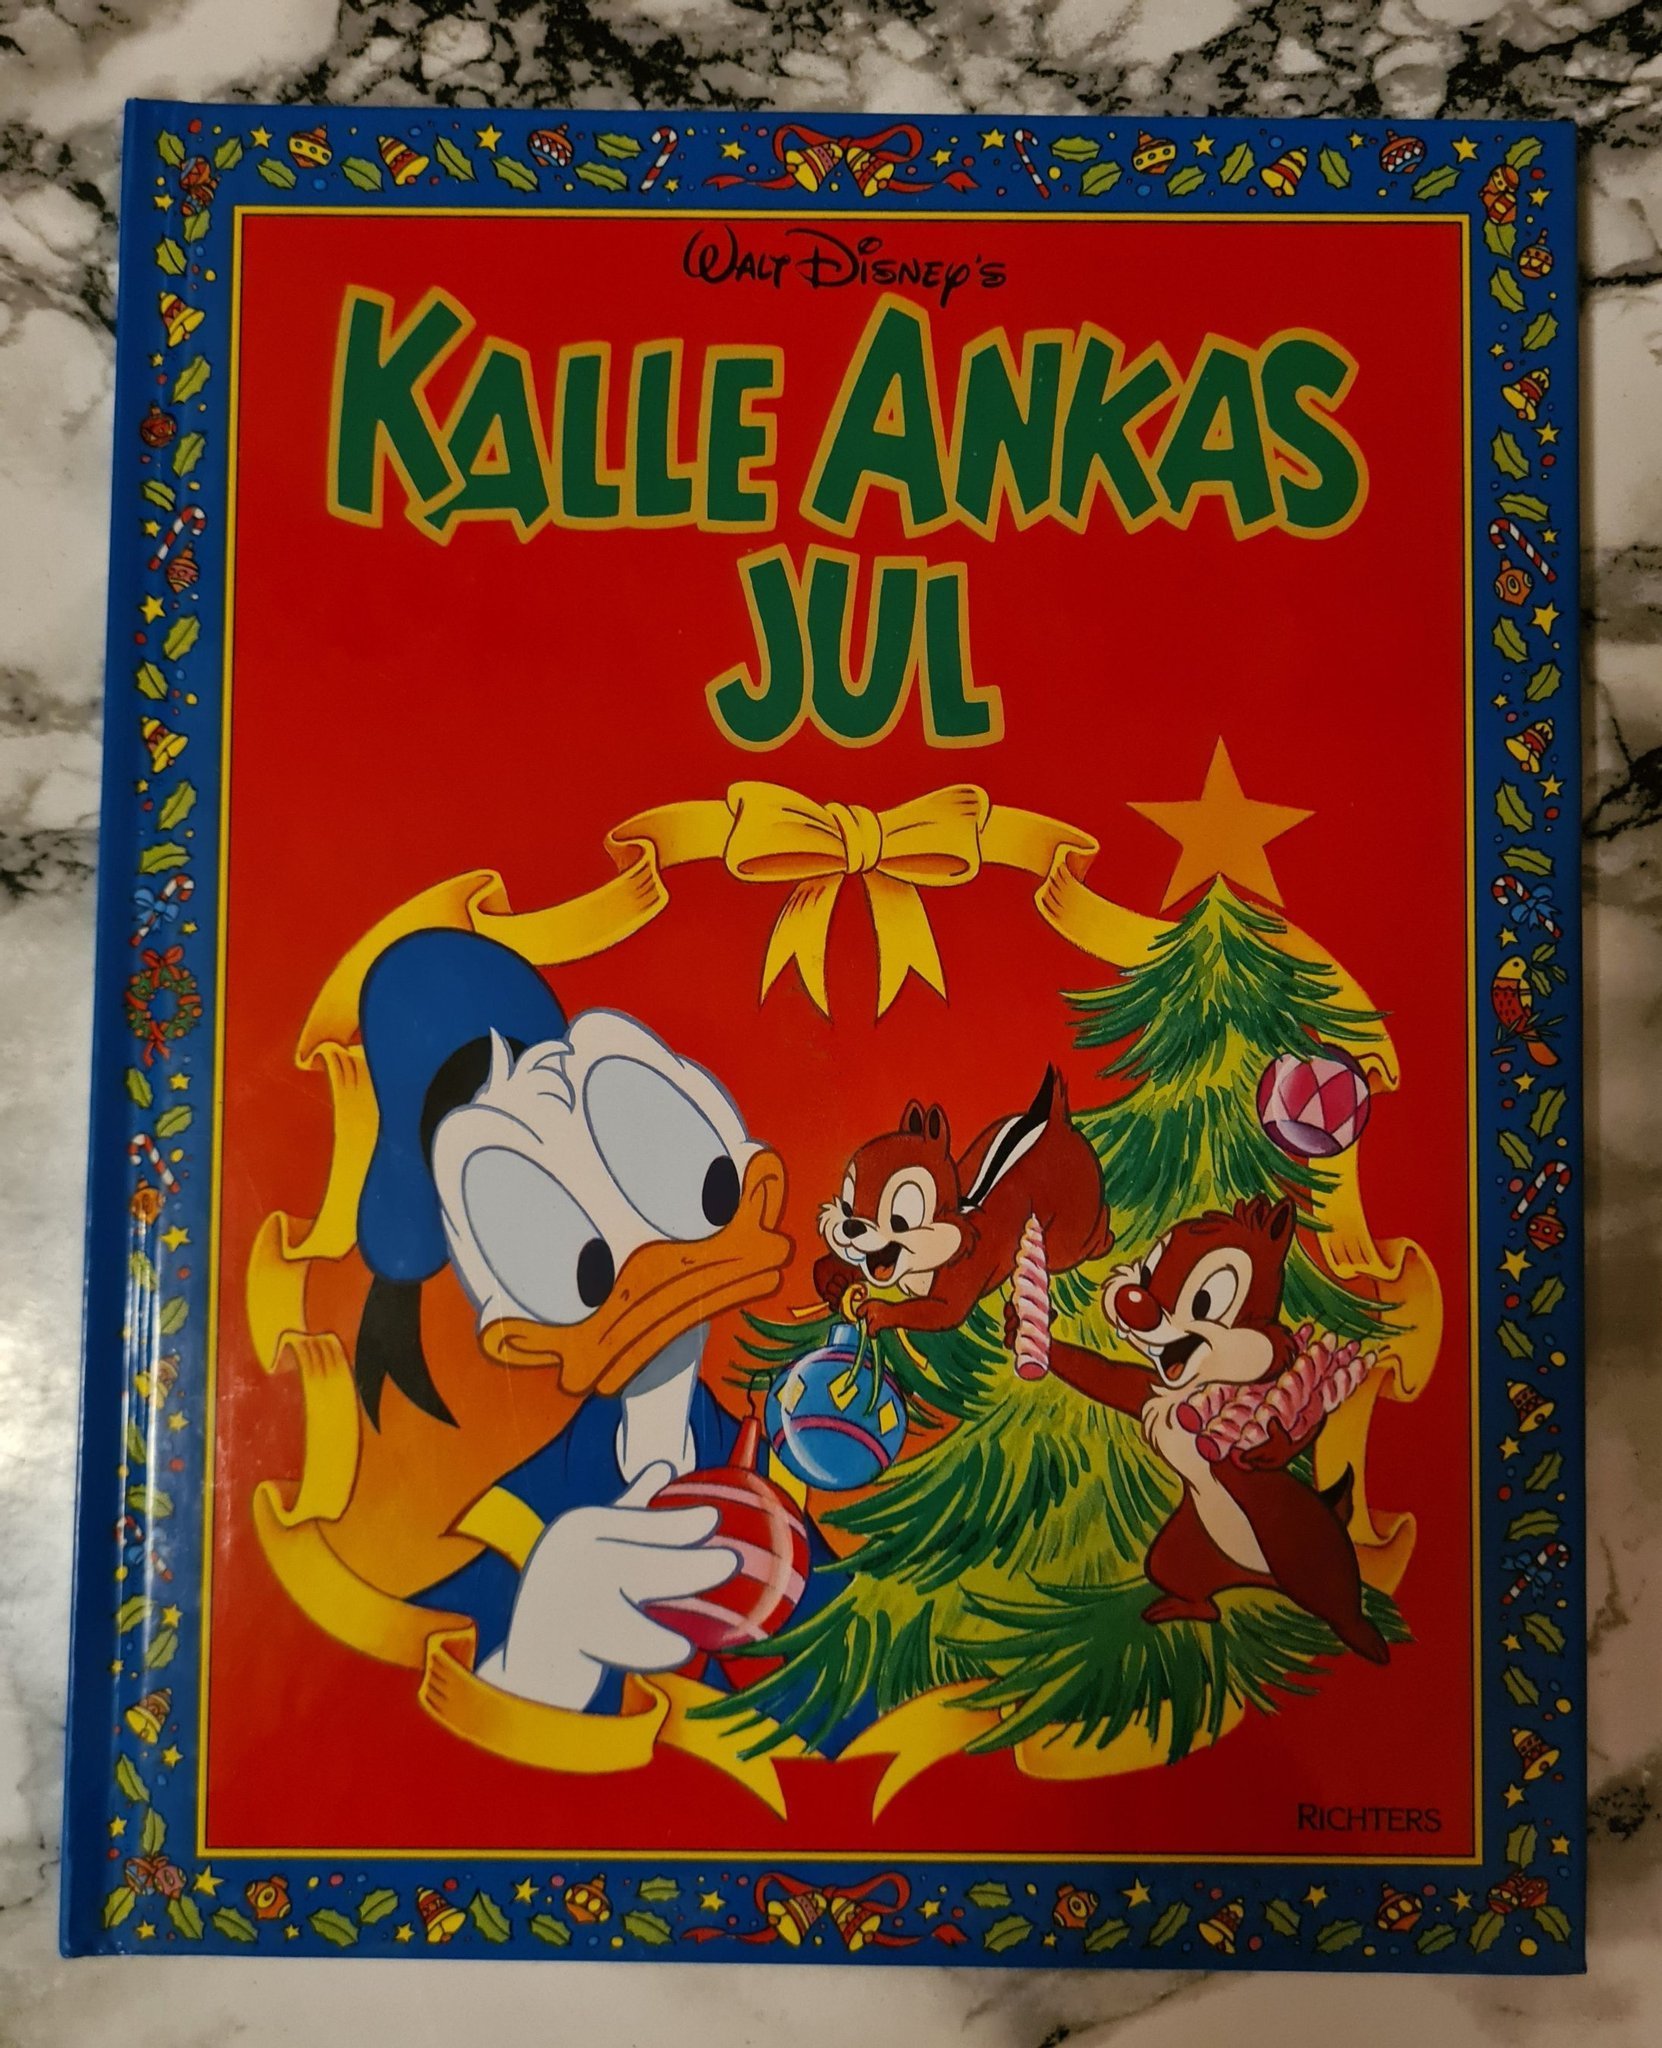 WALT DISNEY'S
KALLE ANKAS
JUL
RICHTERS